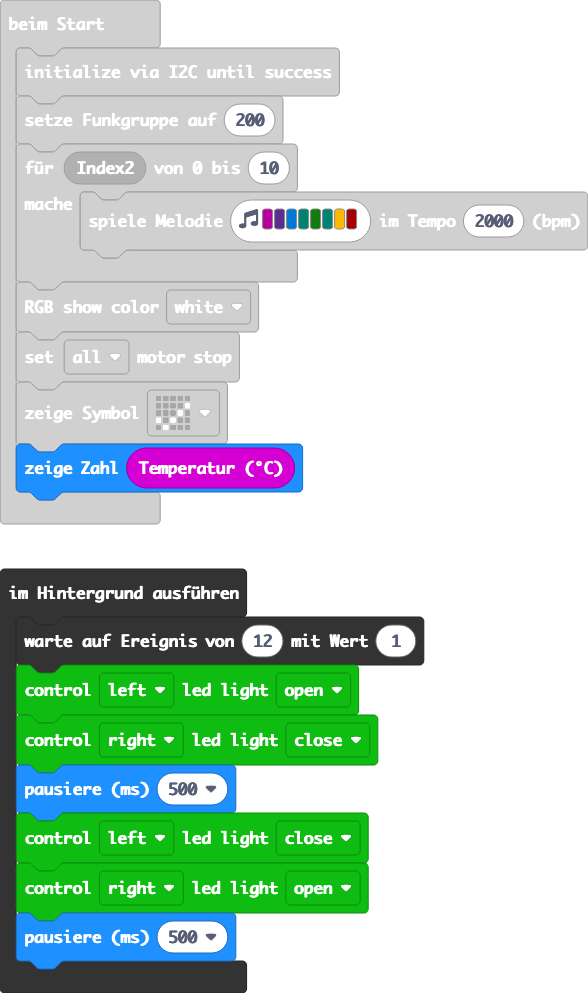 beim Start
initialize via I2C until success
setze Funkgruppe auf 200
für Index2 von 0 bis 10
mache
spiele Melodie im Tempo 2000 (bpm)
RGB show color white
set all motor stop
zeige Symbol
zeige Zahl Temperatur (°C)
im Hintergrund ausführen
warte auf Ereignis von 12 mit Wert 1
control left led light open
control right led light close
pausiere (ms) 500
control left led light close
control right led light open
pausiere (ms) 500